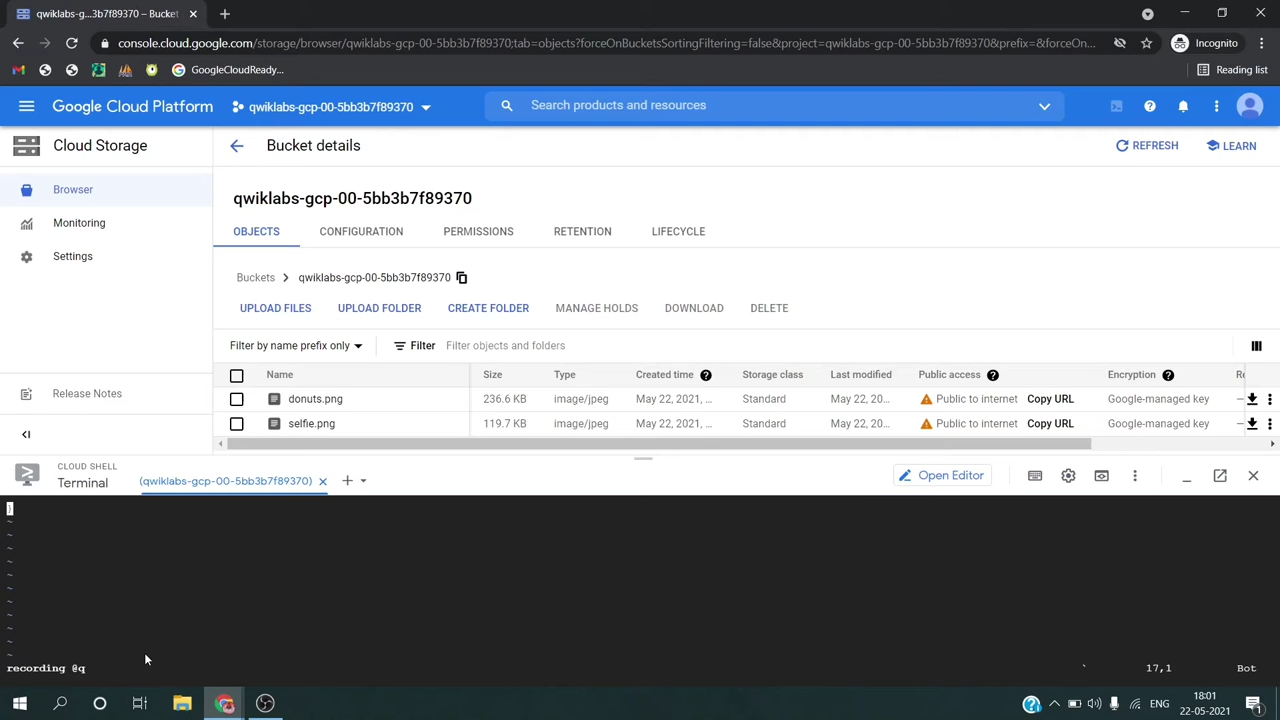 qwiklabs-gcp...3b7f89370 – Bucket
console.cloud.google.com/storage/browser/qwiklabs-gcp-00-5bb3b7f89370;tab=objects?forceOnBucketsSortingFiltering=false&project=qwiklabs-gcp-00-5bb3b7f89370&prefix=&forceOn...
Incognito
GoogleCloudReady...
Reading list
Google Cloud Platform
qwiklabs-gcp-00-5bb3b7f89370
Search products and resources
Cloud Storage
Bucket details
REFRESH
LEARN
Browser
Monitoring
Settings
Release Notes
qwiklabs-gcp-00-5bb3b7f89370
OBJECTS CONFIGURATION PERMISSIONS RETENTION LIFECYCLE
Buckets > qwiklabs-gcp-00-5bb3b7f89370
UPLOAD FILES UPLOAD FOLDER CREATE FOLDER MANAGE HOLDS DOWNLOAD DELETE
Filter by name prefix only Filter Filter objects and folders
Name Size Type Created time Storage class Last modified Public access Encryption Re
donuts.png 236.6 KB image/jpeg May 22, 2021, ... Standard May 22, 20... Public to internet Copy URL Google-managed key —
selfie.png 119.7 KB image/jpeg May 22, 2021, ... Standard May 22, 20... Public to internet Copy URL Google-managed key —
CLOUD SHELL
Terminal
(qwiklabs-gcp-00-5bb3b7f89370)
Open Editor
}
~
~
~
~
~
~
~
~
~
~
~
recording @q ` 17,1 Bot
ENG
18:01
22-05-2021